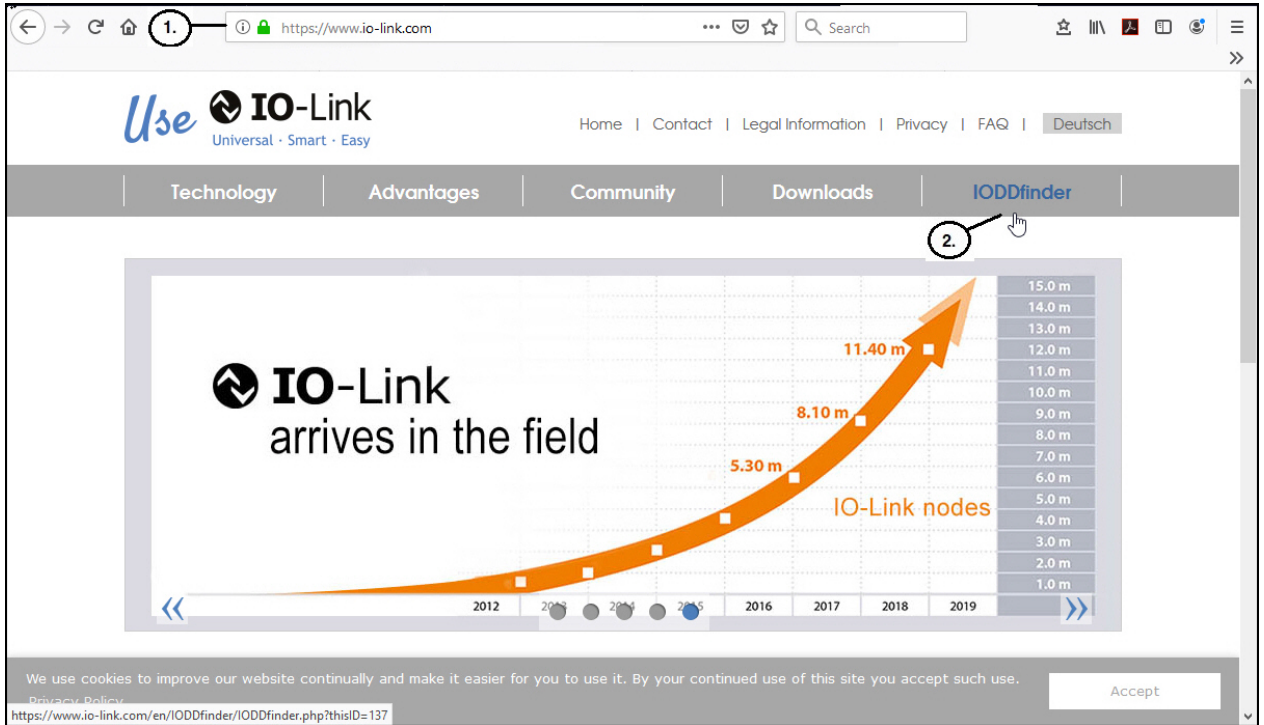 1.
https://www.io-link.com
Search
Use IO-Link
Universal · Smart · Easy
Home | Contact | Legal Information | Privacy | FAQ | Deutsch
Technology Advantages Community Downloads IODDfinder
2.
15.0 m
14.0 m
13.0 m
11.40 m 12.0 m
11.0 m
IO-Link
10.0 m
8.10 m 9.0 m
arrives in the field
8.0 m
5.30 m 7.0 m
6.0 m
IO-Link nodes 5.0 m
4.0 m
3.0 m
2.0 m
1.0 m
2012 2013 2014 2015 2016 2017 2018 2019
We use cookies to improve our website continually and make it easier for you to use it. By your continued use of this site you accept such use.
Privacy Policy
Accept
https://www.io-link.com/en/IODDfinder/IODDfinder.php?thisID=137